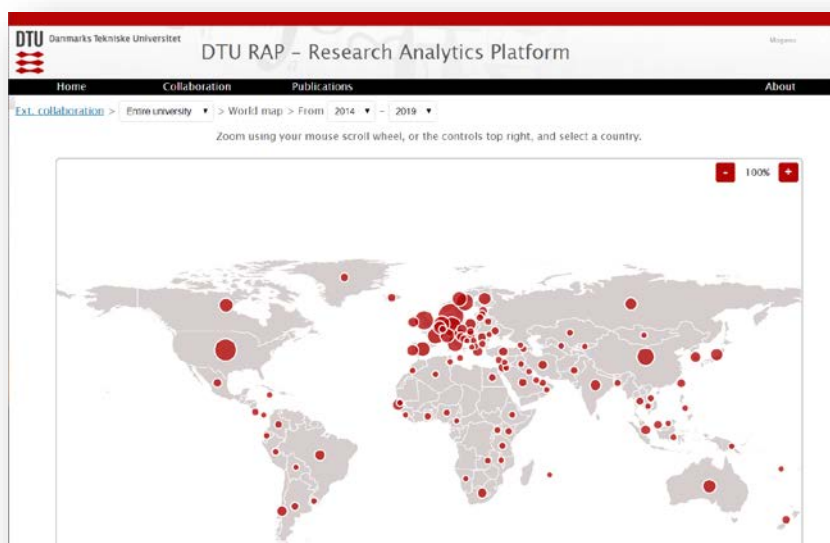 DTU Danmarks Tekniske Universitet
DTU RAP – Research Analytics Platform
Home Collaboration Publications About
Ext. collaboration > Entire university ▾ > World map > From 2014 ▾ – 2019 ▾
Zoom using your mouse scroll wheel, or the controls top right, and select a country.
- 100% +